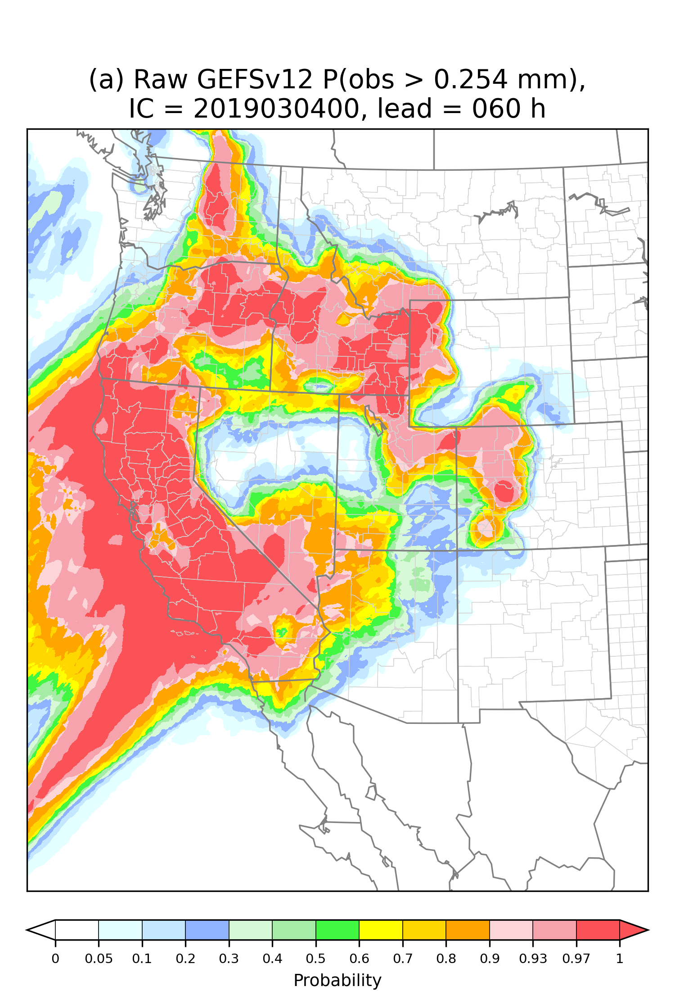 (a) Raw GEFSv12 P(obs > 0.254 mm),
IC = 2019030400, lead = 060 h
0 0.05 0.1 0.2 0.3 0.4 0.5 0.6 0.7 0.8 0.9 0.93 0.97 1
Probability